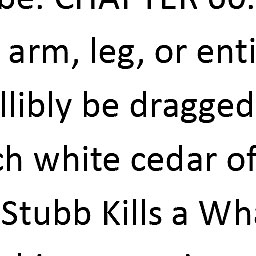 be. CHAPTER 60.
arm, leg, or enti
llibly be dragged
ch white cedar of
Stubb Kills a Wha